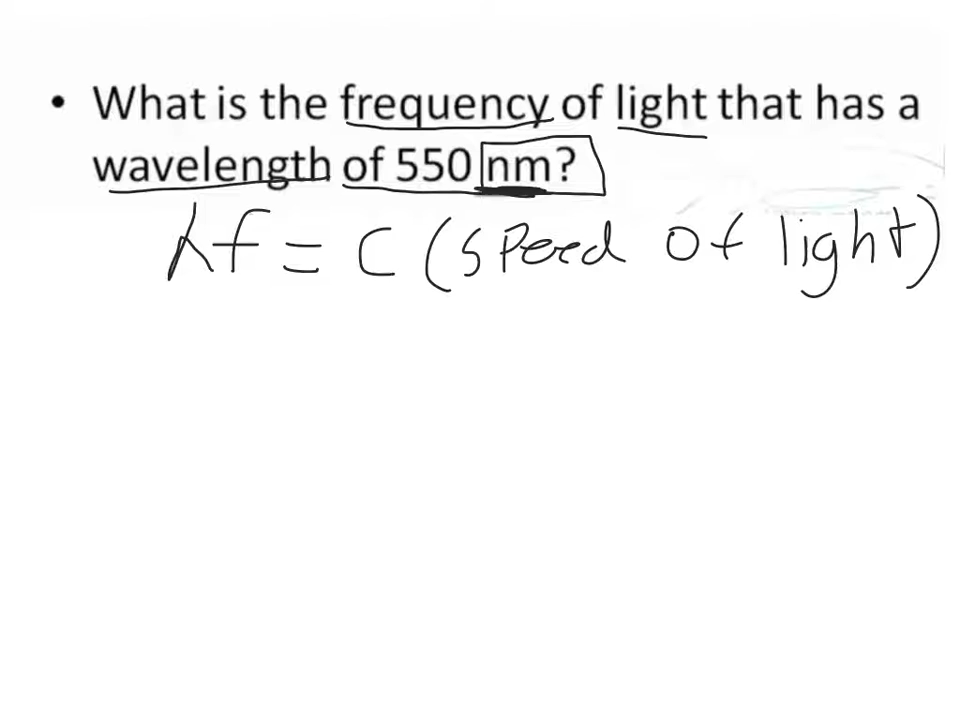 • What is the frequency of light that has a
wavelength of 550 nm?
λf = C (speed of light)